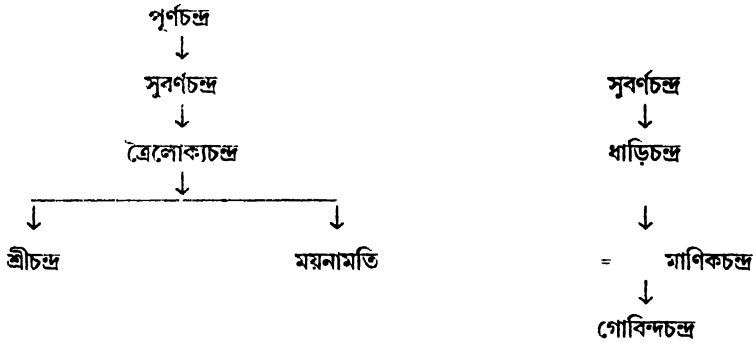 পূর্ণচন্দ্র
সুবর্ণচন্দ্র সুবর্ণচন্দ্র
ত্রৈলোক্যচন্দ্র ধাড়িচন্দ্র
শ্রীচন্দ্র ময়নামতি = মাণিকচন্দ্র
গোবিন্দচন্দ্র